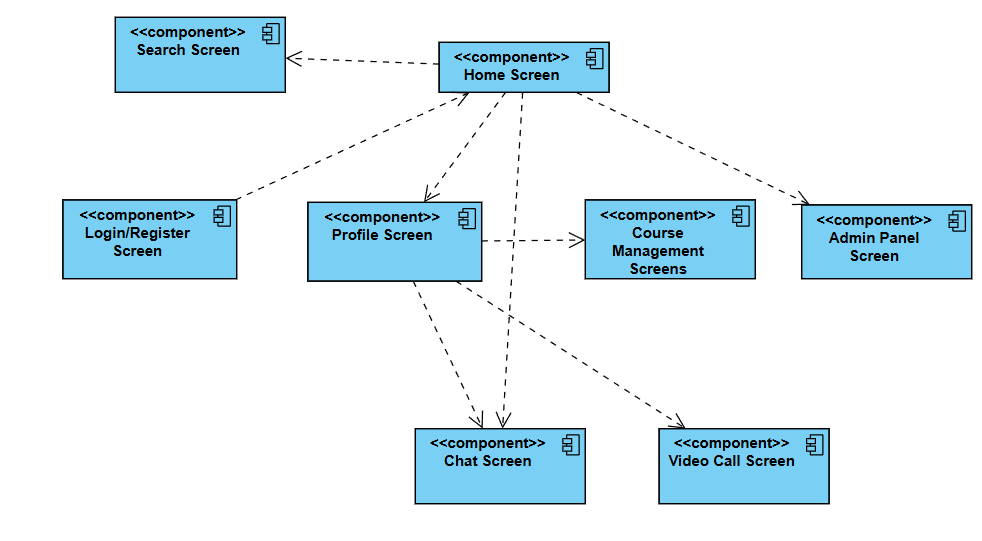 <<component>>
Search Screen
<<component>>
Home Screen
<<component>>
Login/Register
Screen
<<component>>
Profile Screen
<<component>>
Course
Management
Screens
<<component>>
Admin Panel
Screen
<<component>>
Chat Screen
<<component>>
Video Call Screen